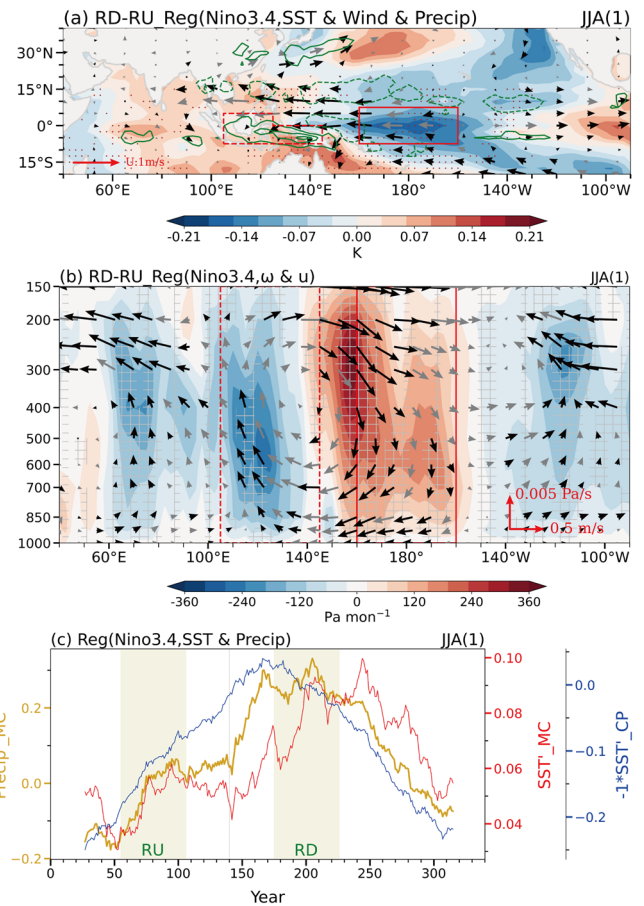 (a) RD-RU_Reg(Nino3.4,SST & Wind & Precip) JJA(1)
30°N
15°N
0°
15°S
U:1m/s
60°E 100°E 140°E 180° 140°W 100°W
-0.21 -0.14 -0.07 0.00 0.07 0.14 0.21
K
(b) RD-RU_Reg(Nino3.4,ω & u) JJA(1)
150
200
300
400
500
600
700
850
1000
0.005 Pa/s
0.5 m/s
60°E 100°E 140°E 180° 140°W 100°W
-360 -240 -120 0 120 240 360
Pa mon⁻¹
(c) Reg(Nino3.4,SST & Precip) JJA(1)
Precip_MC
0.2
0.0
−0.2
RU RD
0 50 100 150 200 250 300
Year
0.10
0.08
0.06
0.04
SST'_MC
0.0
−0.1
−0.2
-1*SST'_CP